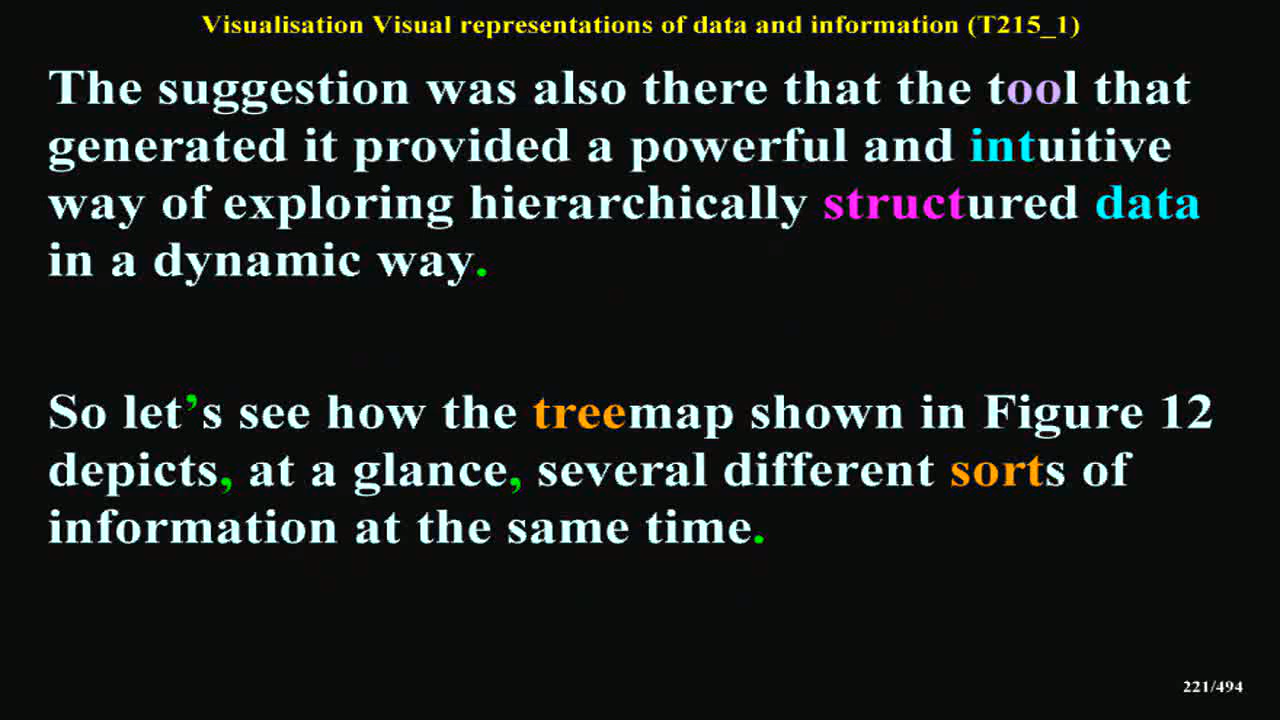 Visualisation Visual representations of data and information (T215_1)
The suggestion was also there that the tool that
generated it provided a powerful and intuitive
way of exploring hierarchically structured data
in a dynamic way.
So let’s see how the treemap shown in Figure 12
depicts, at a glance, several different sorts of
information at the same time.
221/494